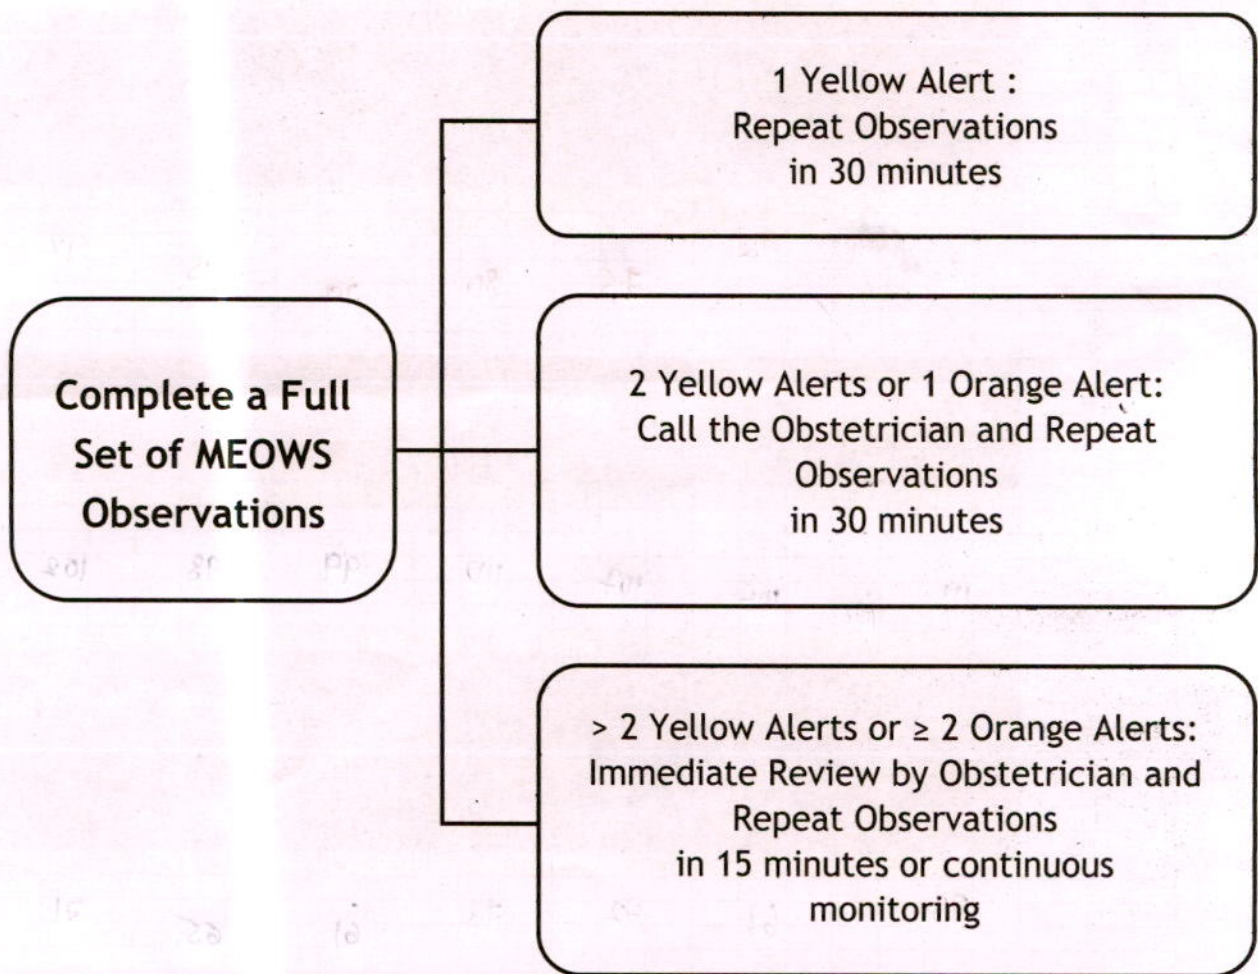 Complete a Full
Set of MEOWS
Observations
1 Yellow Alert :
Repeat Observations
in 30 minutes
2 Yellow Alerts or 1 Orange Alert:
Call the Obstetrician and Repeat
Observations
in 30 minutes
> 2 Yellow Alerts or ≥ 2 Orange Alerts:
Immediate Review by Obstetrician and
Repeat Observations
in 15 minutes or continuous
monitoring